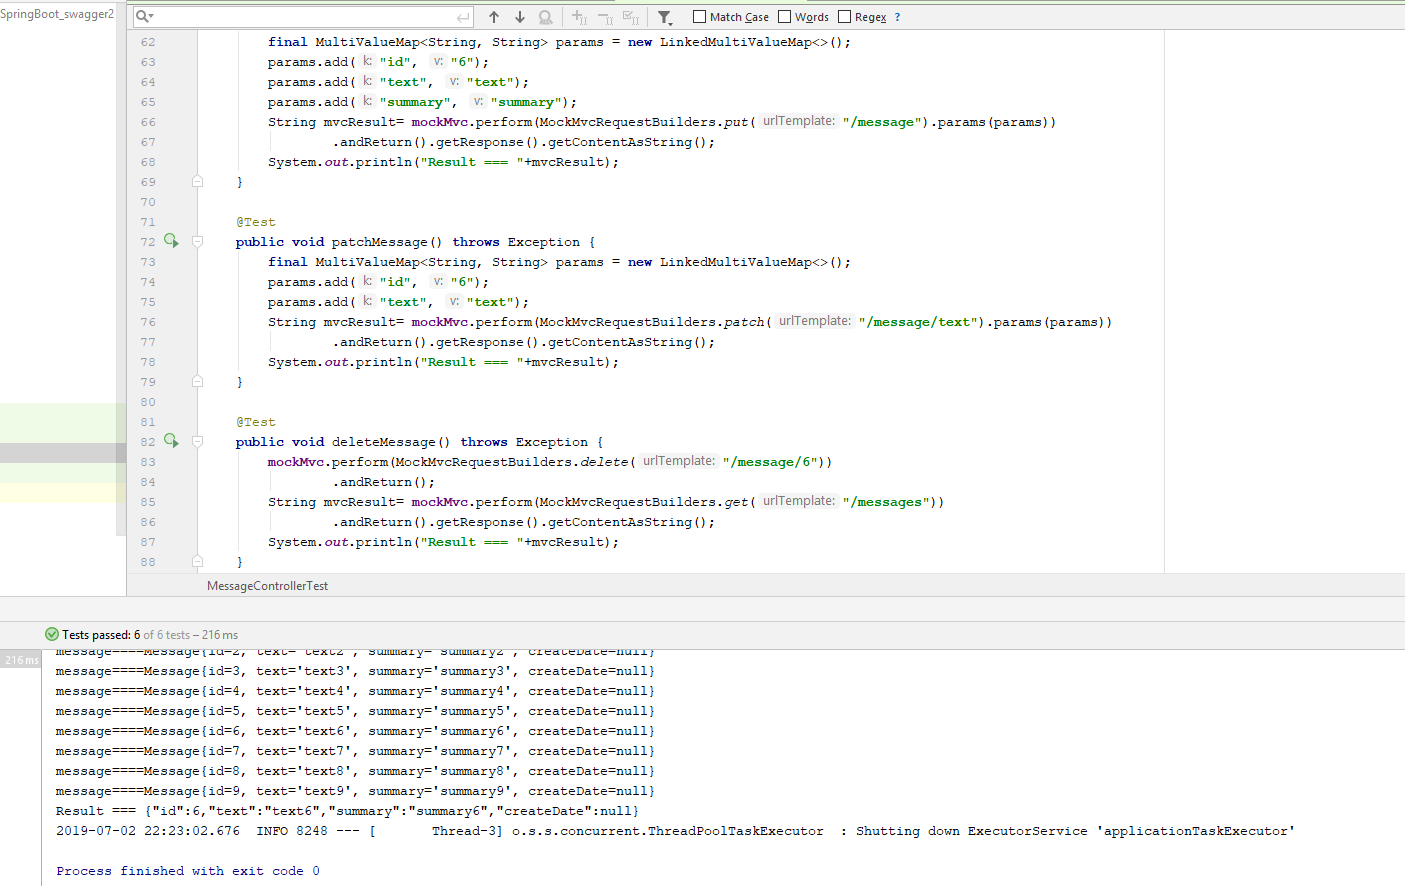 SpringBoot_swagger2
Match Case Words Regex ?
62 final MultiValueMap<String, String> params = new LinkedMultiValueMap<>();
63 params.add( k: "id", v: "6");
64 params.add( k: "text", v: "text");
65 params.add( k: "summary", v: "summary");
66 String mvcResult= mockMvc.perform(MockMvcRequestBuilders.put( urlTemplate: "/message").params(params))
67 .andReturn().getResponse().getContentAsString();
68 System.out.println("Result === "+mvcResult);
69 }
70
71 @Test
72 public void patchMessage() throws Exception {
73 final MultiValueMap<String, String> params = new LinkedMultiValueMap<>();
74 params.add( k: "id", v: "6");
75 params.add( k: "text", v: "text");
76 String mvcResult= mockMvc.perform(MockMvcRequestBuilders.patch( urlTemplate: "/message/text").params(params))
77 .andReturn().getResponse().getContentAsString();
78 System.out.println("Result === "+mvcResult);
79 }
80
81 @Test
82 public void deleteMessage() throws Exception {
83 mockMvc.perform(MockMvcRequestBuilders.delete( urlTemplate: "/message/6"))
84 .andReturn();
85 String mvcResult= mockMvc.perform(MockMvcRequestBuilders.get( urlTemplate: "/messages"))
86 .andReturn().getResponse().getContentAsString();
87 System.out.println("Result === "+mvcResult);
88 }
MessageControllerTest
Tests passed: 6 of 6 tests – 216 ms
216 ms
message====Message{id=2, text='text2', summary='summary2', createDate=null}
message====Message{id=3, text='text3', summary='summary3', createDate=null}
message====Message{id=4, text='text4', summary='summary4', createDate=null}
message====Message{id=5, text='text5', summary='summary5', createDate=null}
message====Message{id=6, text='text6', summary='summary6', createDate=null}
message====Message{id=7, text='text7', summary='summary7', createDate=null}
message====Message{id=8, text='text8', summary='summary8', createDate=null}
message====Message{id=9, text='text9', summary='summary9', createDate=null}
Result === {"id":6,"text":"text6","summary":"summary6","createDate":null}
2019-07-02 22:23:02.676 INFO 8248 --- [ Thread-3] o.s.s.concurrent.ThreadPoolTaskExecutor : Shutting down ExecutorService 'applicationTaskExecutor'
Process finished with exit code 0